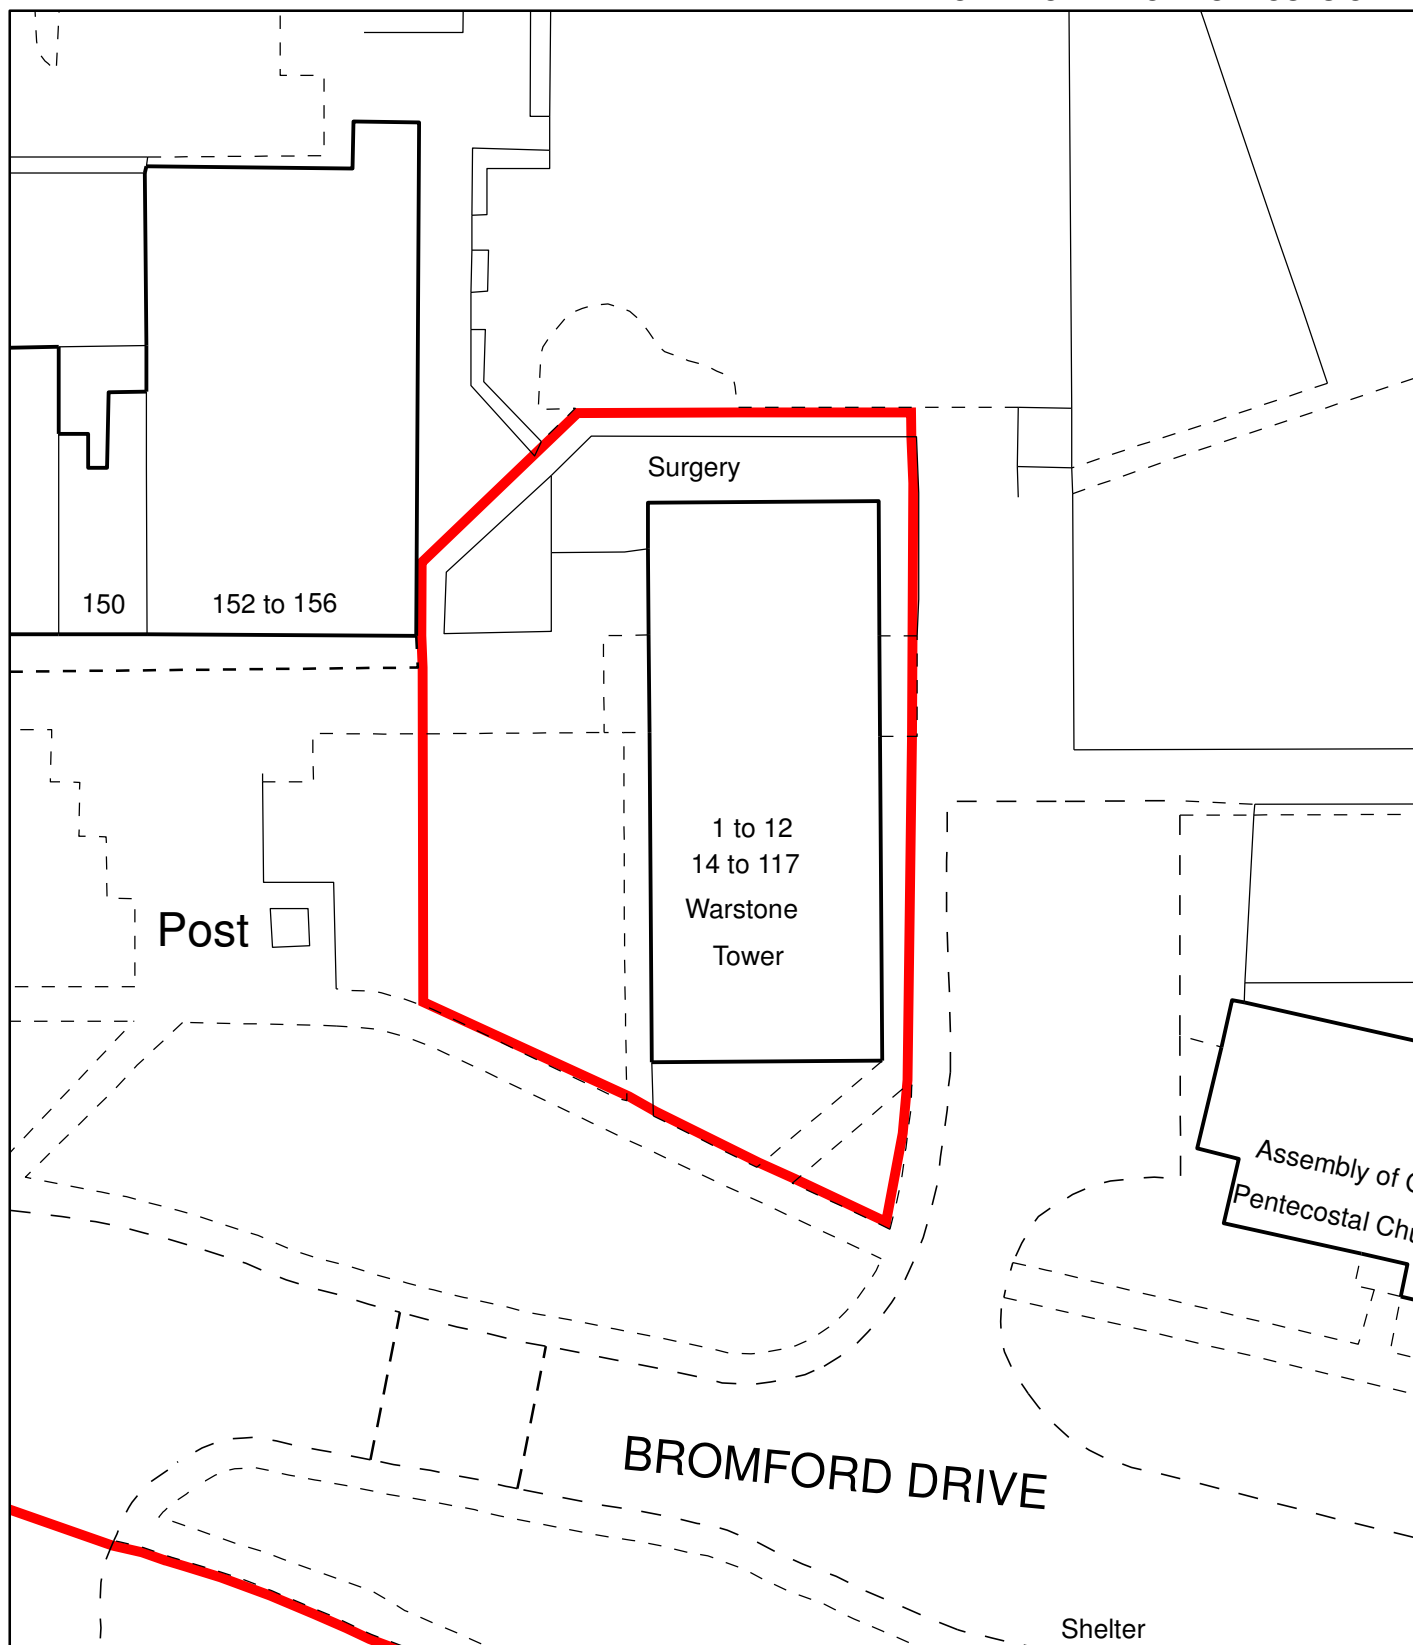 Surgery
150
152 to 156
1 to 12
14 to 117
Warstone
Tower
Post
Assembly of
Pentecostal
BROMFORD DRIVE
Shelter